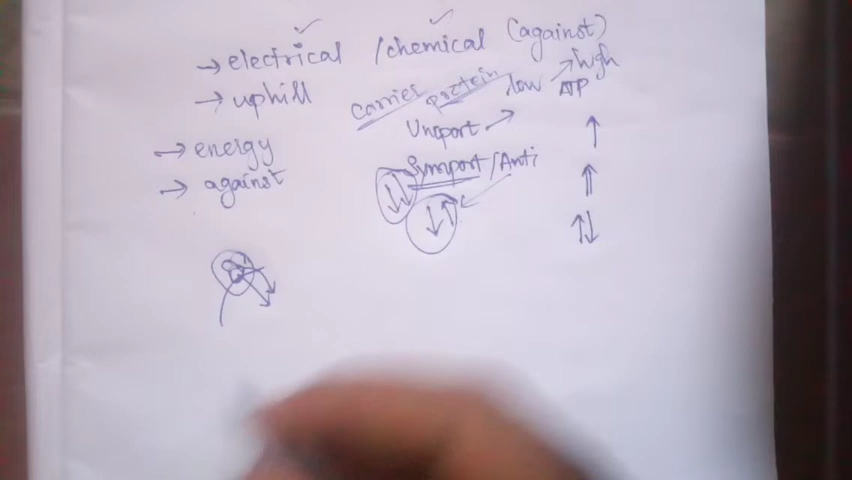 → electrical /chemical (against)
→ uphill carrier protein low → high
ATP
→ energy Uniport →
→ against Symport/Anti